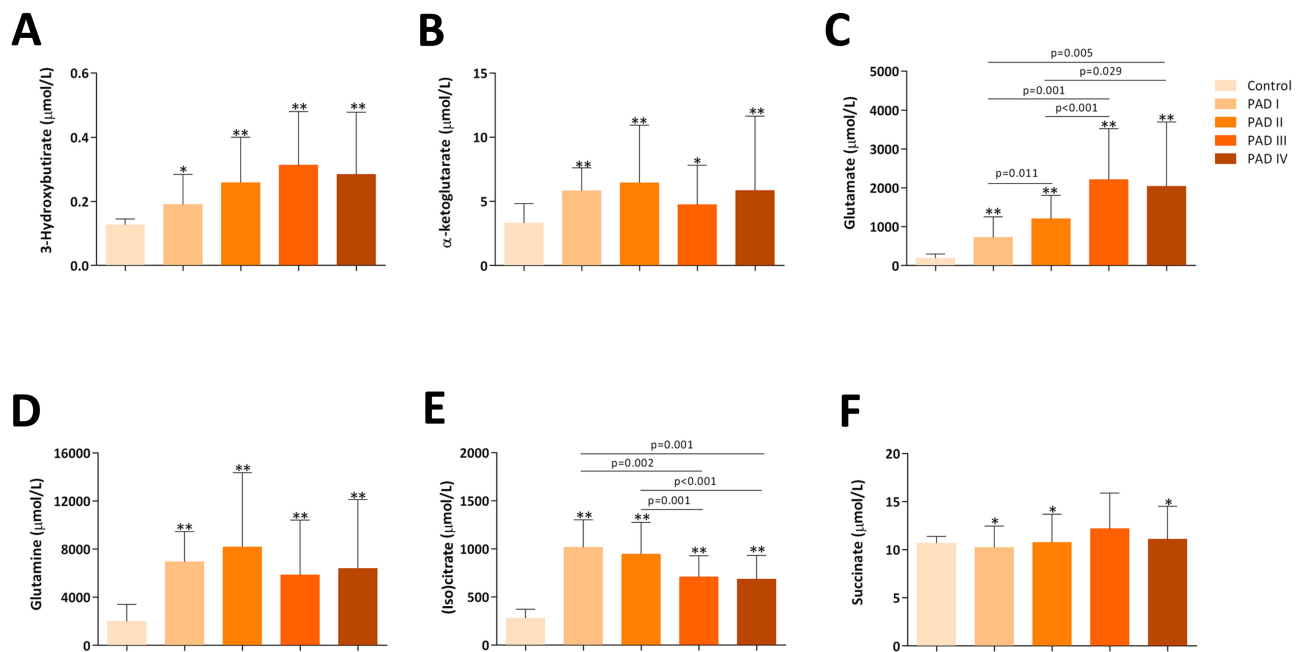 A
B
C
3-Hydroxybutirate (μmol/L)
0.6
0.4
0.2
0.0
*
**
**
**
α-ketoglutarate (μmol/L)
15
10
5
0
**
**
*
**
Glutamate (μmol/L)
5000
4000
3000
2000
1000
0
p=0.005
p=0.029
p=0.001
p<0.001
p=0.011
**
**
**
**
Control
PAD I
PAD II
PAD III
PAD IV
D
E
F
Glutamine (μmol/L)
16000
12000
8000
4000
0
**
**
**
**
(Iso)citrate (μmol/L)
2000
1500
1000
500
0
p=0.001
p=0.002
p<0.001
p=0.001
**
**
**
**
Succinate (μmol/L)
20
15
10
5
0
*
*
*